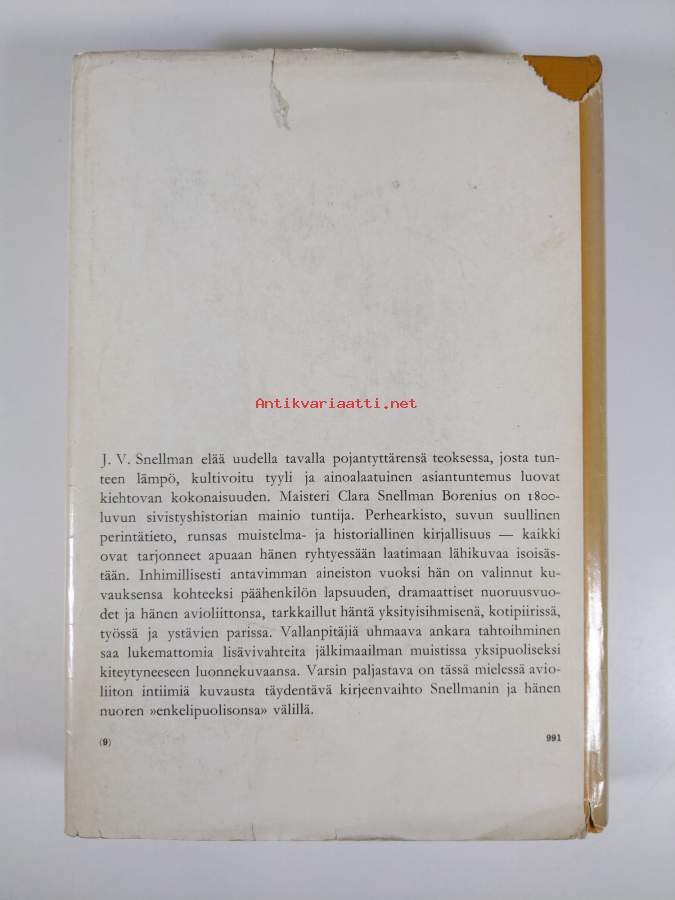 Antikvariaatti.net
J. V. Snellman elää uudella tavalla pojantyttärensä teoksessa, josta tun-
teen lämpö, kultivoitu tyyli ja ainoalaatuinen asiantuntemus luovat
kiehtovan kokonaisuuden. Maisteri Clara Snellman Borenius on 1800-
luvun sivistyshistorian mainio tuntija. Perhearkisto, suvun suullinen
perintätieto, runsas muistelma- ja historiallinen kirjallisuus — kaikki
ovat tarjonneet apuaan hänen ryhtyessään laatimaan lähikuvaa isoisäs-
tään. Inhimillisesti antavimman aineiston vuoksi hän on valinnut ku-
vauksensa kohteeksi päähenkilön lapsuuden, dramaattiset nuoruusvuo-
det ja hänen avioliittonsa, tarkkaillut häntä yksityisihmisenä, kotipiirissä,
työssä ja ystävien parissa. Vallanpitäjiä uhmaava ankara tahtoihminen
saa lukemattomia lisävivahteita jälkimaailman muistissa yksipuoliseksi
kiteytyneeseen luonnekuvaansa. Varsin paljastava on tässä mielessä avio-
liiton intiimiä kuvausta täydentävä kirjeenvaihto Snellmanin ja hänen
nuoren »enkelipuolisonsa» välillä.
(9)
991